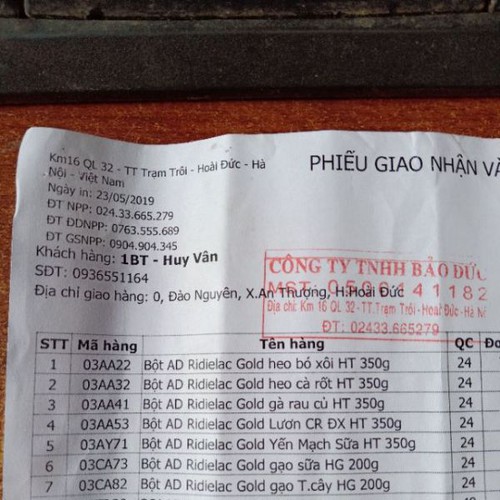 Km16 QL 32 - TT Trạm Trôi - Hoài Đức - Hà
Nội - Việt Nam
Ngày in: 23/05/2019
ĐT NPP: 024.33.665.279
ĐT ĐDNPP: 0763.555.689
ĐT GSNPP: 0904.904.345
PHIẾU GIAO NHẬN VÀ
Khách hàng: 1BT - Huy Vân
SĐT: 0936551164
Địa chỉ giao hàng: 0, Đào Nguyên, X.An Thượng, H.Hoài Đức
CÔNG TY TNHH BẢO ĐỨC
Địa chỉ: Km 16 QL 32-TT.Trạm Trôi-Hoài Đức-Hà Nội
ĐT: 02433.665279
STT Mã hàng Tên hàng QC
1 03AA22 Bột AD Ridielac Gold heo bó xôi HT 350g 24
2 03AA32 Bột AD Ridielac Gold heo cà rốt HT 350g 24
3 03AA41 Bột AD Ridielac Gold gà rau củ HT 350g 24
4 03AA53 Bột AD Ridielac Gold Lươn CR ĐX HT 350g 24
5 03AY71 Bột AD Ridielac Gold Yến Mạch Sữa HT 350g 24
6 03CA73 Bột AD Ridielac Gold gạo sữa HG 200g 24
7 03CA82 Bột AD Ridielac Gold gạo T.cây HG 200g 24